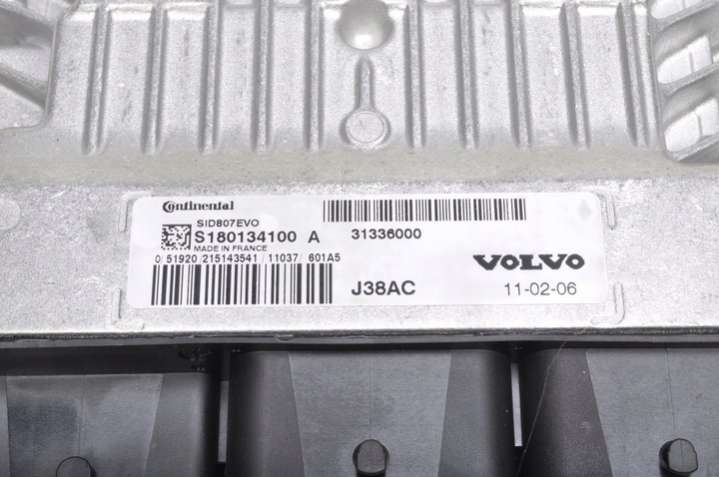 Continental
SID807EVO
S180134100 A
MADE IN FRANCE
0/51920/215143541/11037/ 601A5
31336000
VOLVO
J38AC
11-02-06